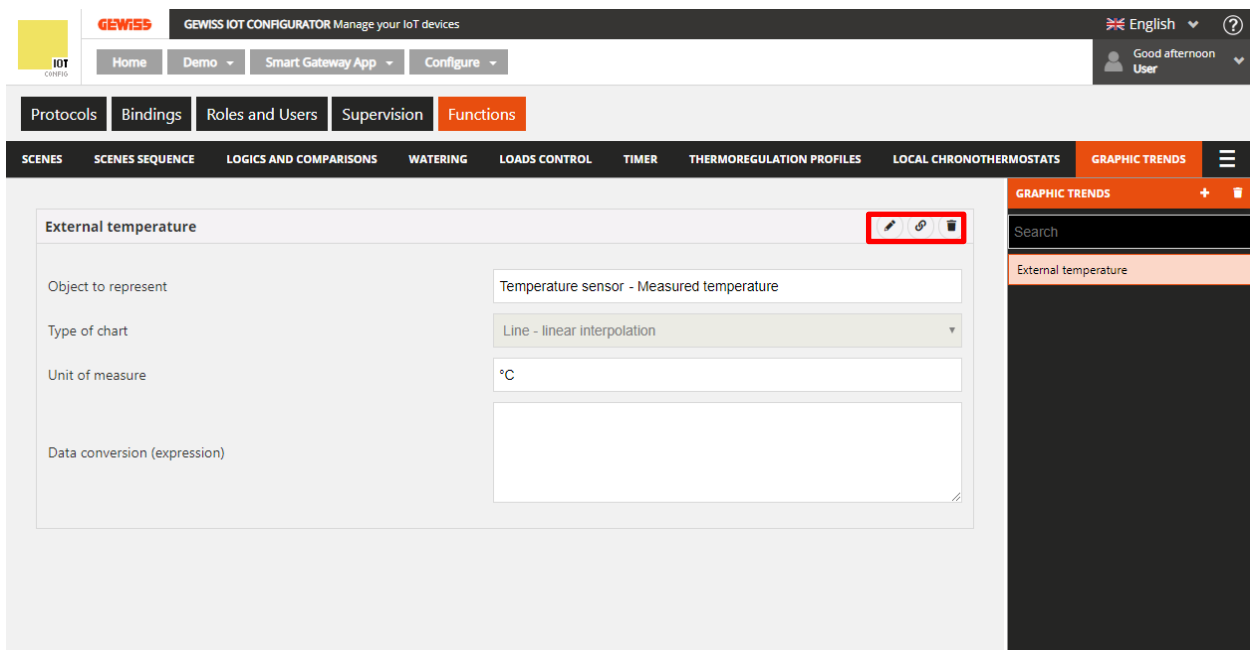 GEWiSS
GEWISS IOT CONFIGURATOR Manage your IoT devices
English
?
IOT
CONFIG
Home
Demo
Smart Gateway App
Configure
Good afternoon
User
Protocols
Bindings
Roles and Users
Supervision
Functions
SCENES
SCENES SEQUENCE
LOGICS AND COMPARISONS
WATERING
LOADS CONTROL
TIMER
THERMOREGULATION PROFILES
LOCAL CHRONOTHERMOSTATS
GRAPHIC TRENDS
GRAPHIC TRENDS
+
Search
External temperature
External temperature
Object to represent
Temperature sensor - Measured temperature
Type of chart
Line - linear interpolation
Unit of measure
°C
Data conversion (expression)